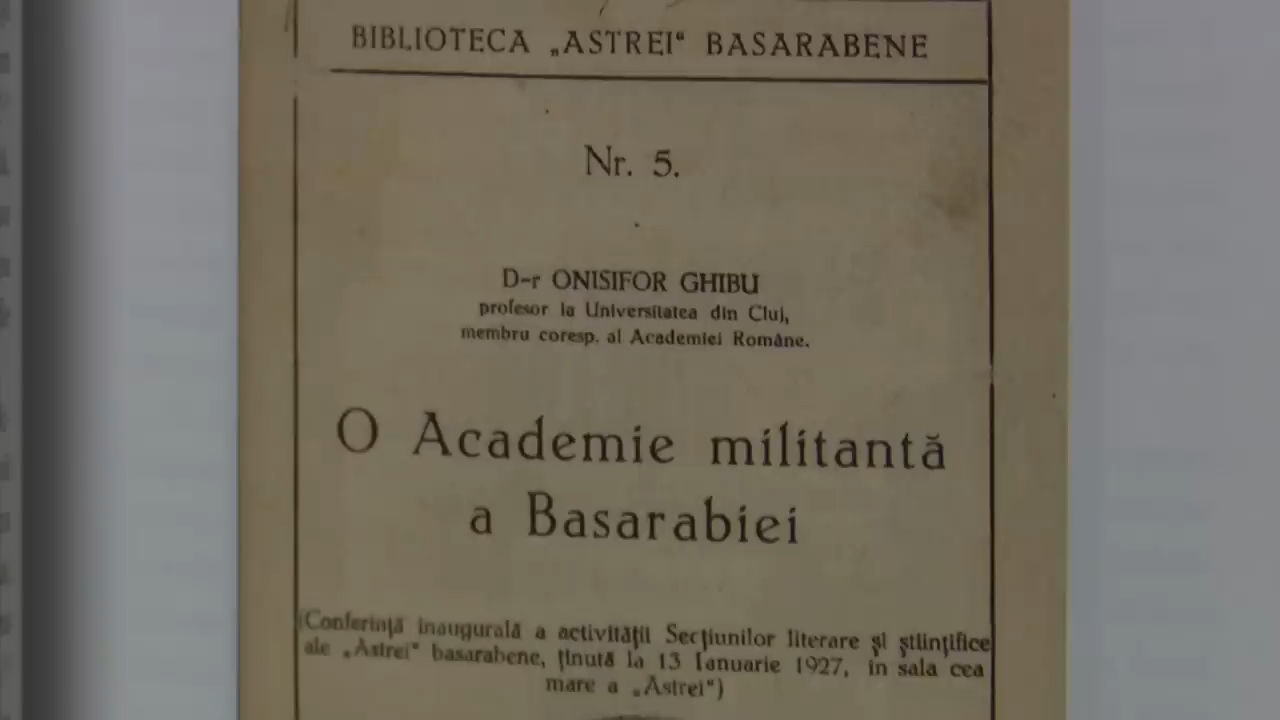 BIBLIOTECA „ASTREI“ BASARABENE
Nr. 5.
D-r ONISIFOR GHIBU
profesor la Universitatea din Cluj,
membru coresp. al Academiei Române.
O Academie militantă
a Basarabiei
(Conferinţă inaugurală a activităţii Secţiunilor literare şi ştiinţifice
ale „Astrei“ basarabene, ţinută la 13 Ianuarie 1927, în sala cea
mare a „Astrei“)